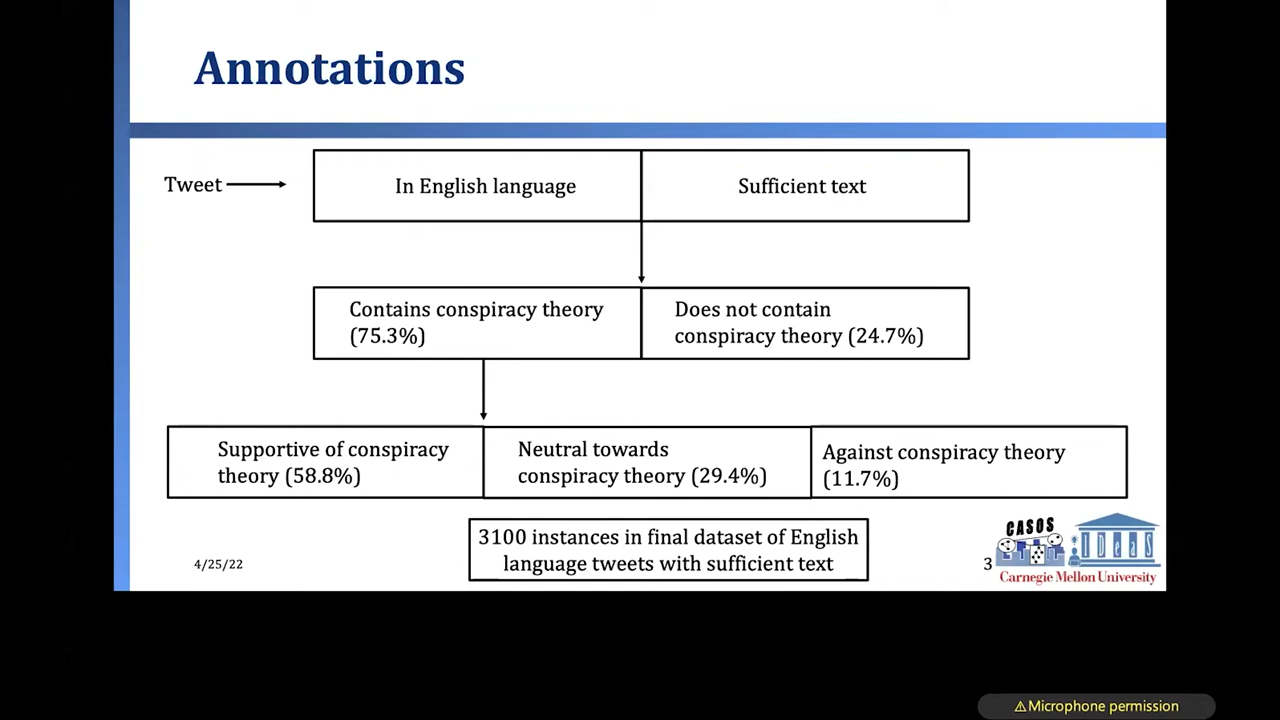 Annotations
Tweet
In English language
Sufficient text
Contains conspiracy theory
(75.3%)
Does not contain
conspiracy theory (24.7%)
Supportive of conspiracy
theory (58.8%)
Neutral towards
conspiracy theory (29.4%)
Against conspiracy theory
(11.7%)
3100 instances in final dataset of English
language tweets with sufficient text
4/25/22
3
CASOS
IDeaS
Carnegie Mellon University
⚠Microphone permission